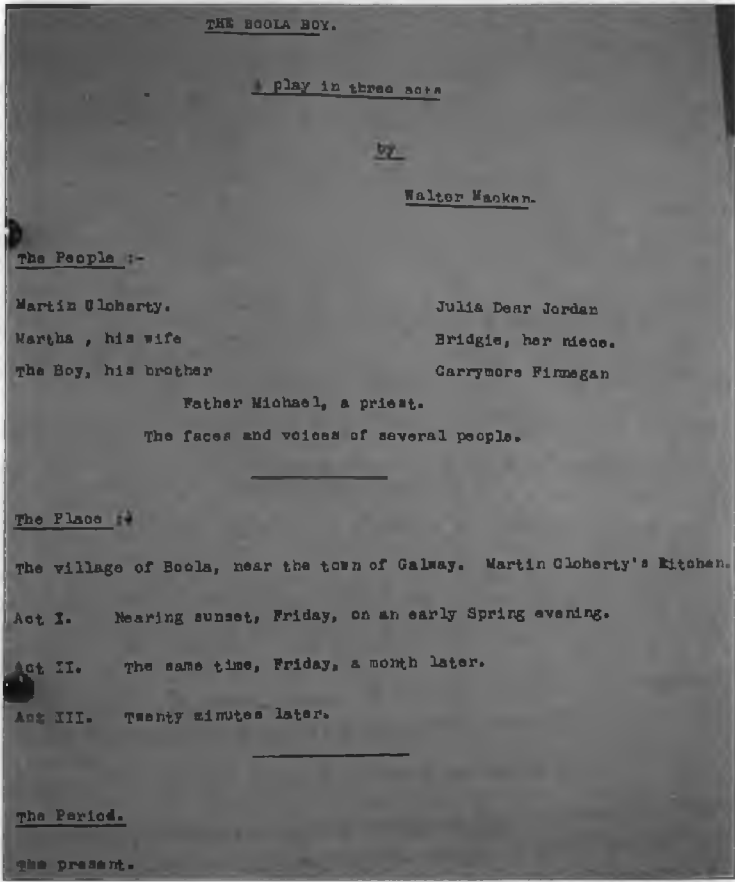 THE BOOLA BOY.
A play in three acts
by
Walter Macken.
The People :-
Martin Cloherty.
Julia Dear Jordan
Martha , his wife
Bridgie, her niece.
The Boy, his brother
Carrymore Finnegan
Father Michael, a priest.
The faces and voices of several people.
The Place :-
The village of Boola, near the town of Galway. Martin Cloherty's Kitchen.
Act I. Nearing sunset, Friday, on an early Spring evening.
Act II. The same time, Friday, a month later.
Act III. Twenty minutes later.
The Period.
The present.